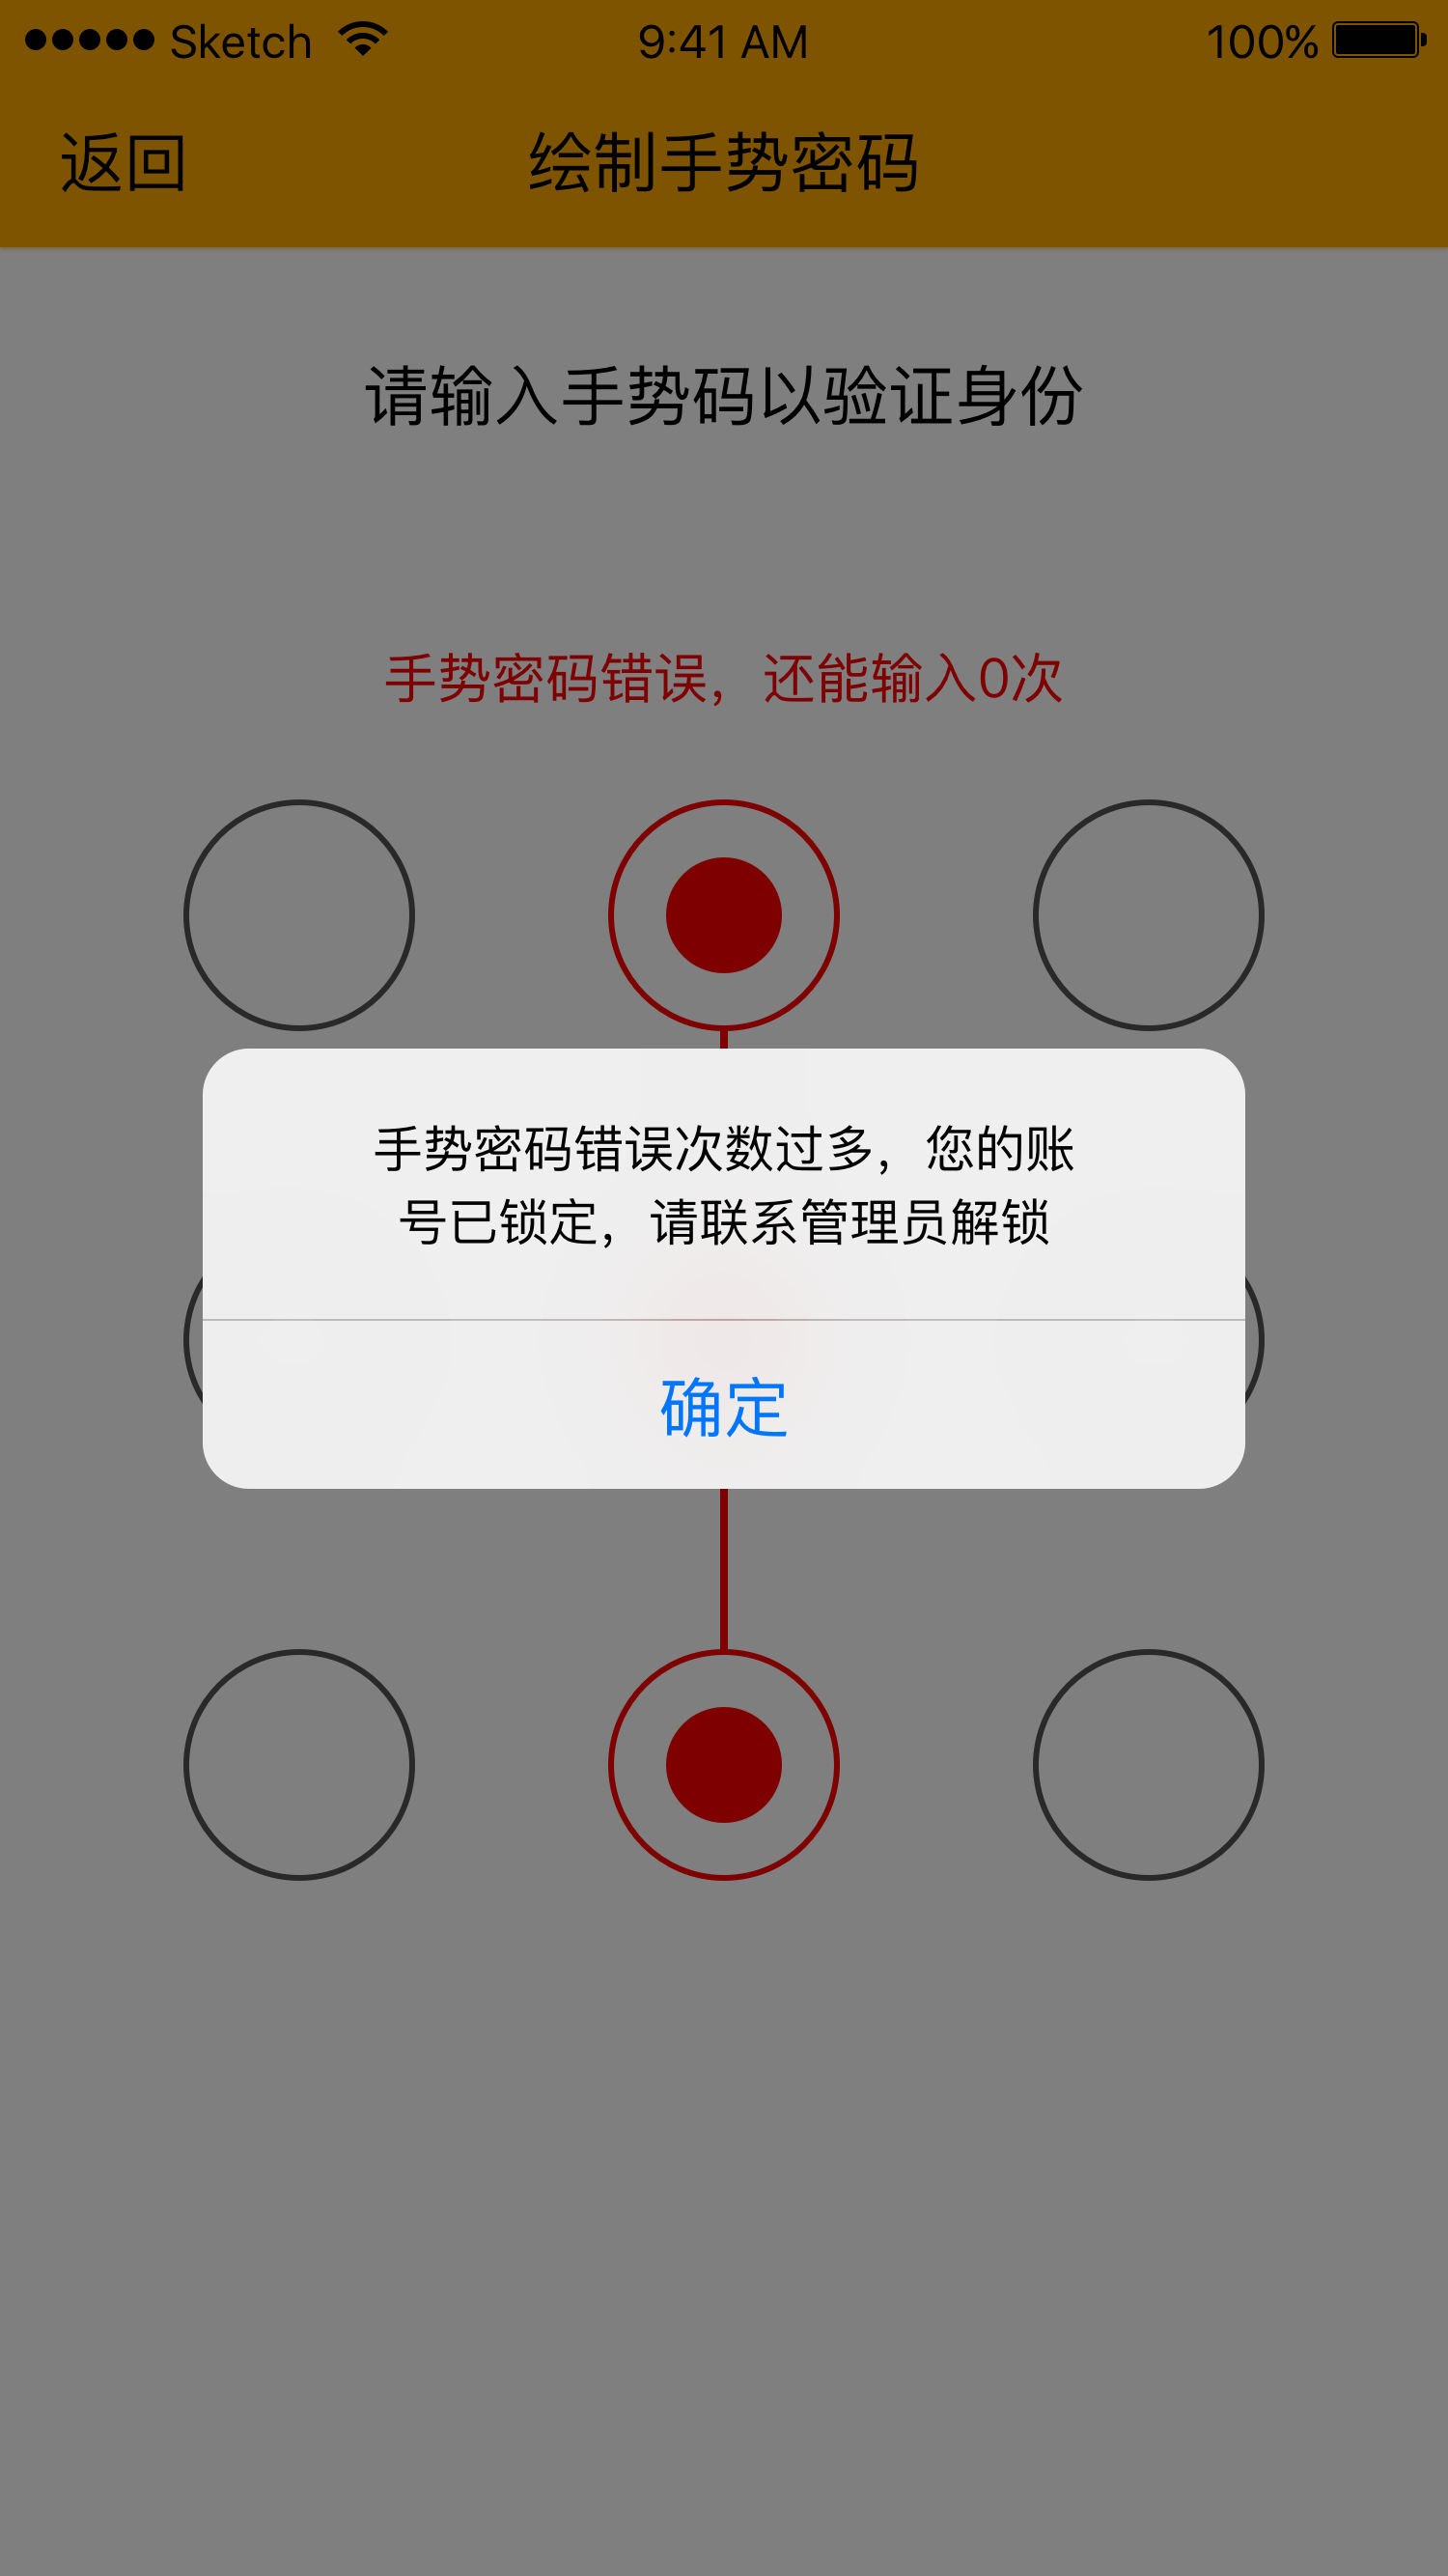 Sketch 9:41 AM 100%
返回 绘制手势密码
请输入手势码以验证身份
手势密码错误，还能输入0次
手势密码错误次数过多，您的账
号已锁定，请联系管理员解锁
确定